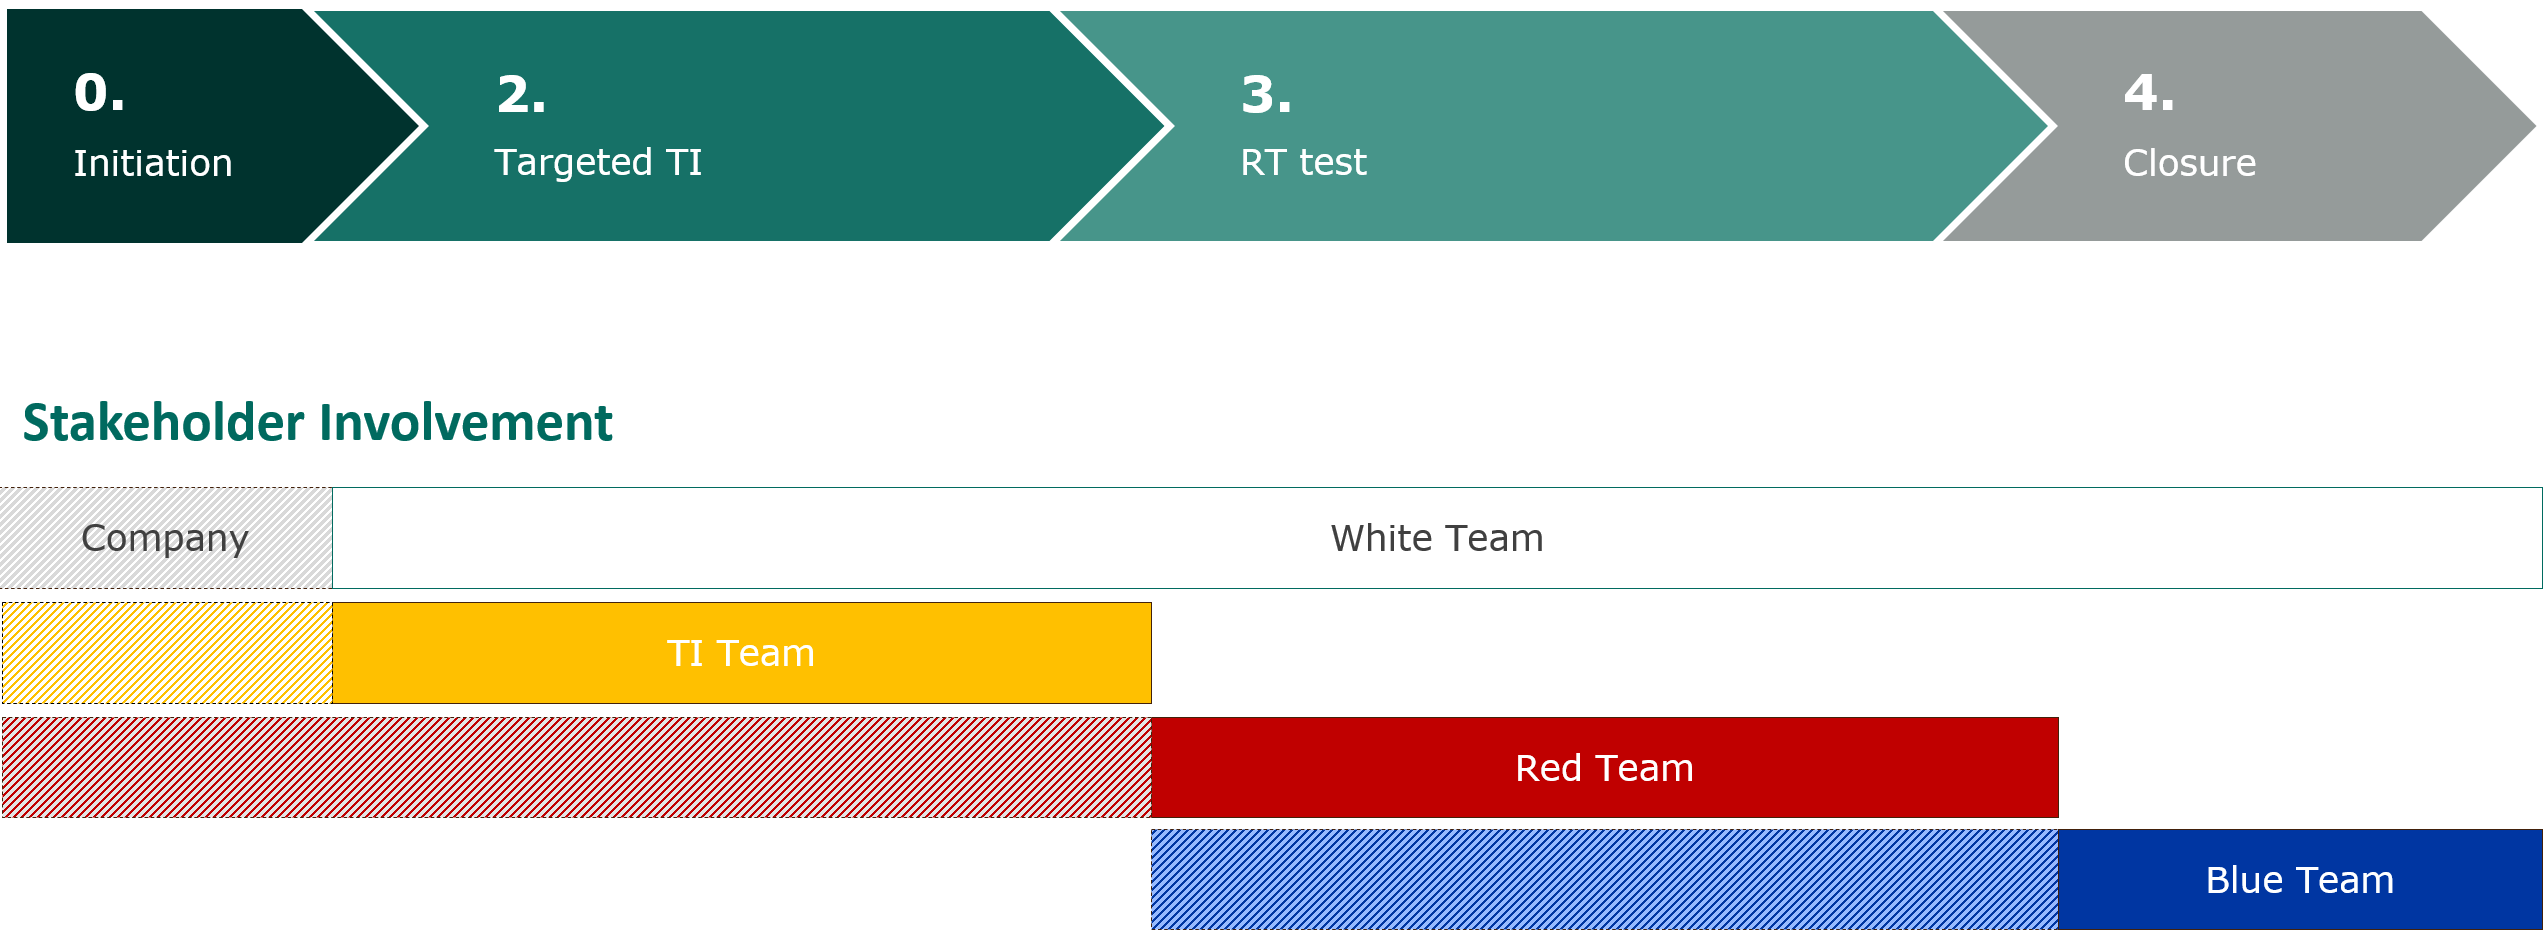 0.
Initiation
2.
Targeted TI
3.
RT test
4.
Closure
Stakeholder Involvement
Company
White Team
TI Team
Red Team
Blue Team